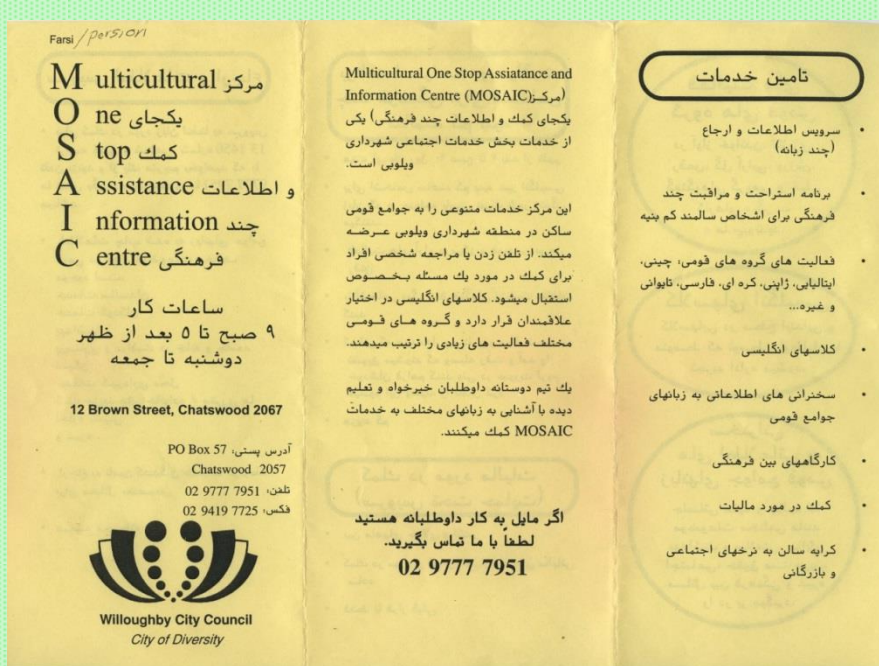 Farsi / persion
Multicultural مرکز
One یکجای
Stop کمك
Assistance و اطلاعات
Information چند
Centre فرهنگی
ساعات کار
۹ صبح تا ۵ بعد از ظهر
دوشنبه تا جمعه
12 Brown Street, Chatswood 2067
آدرس پستی، PO Box 57
Chatswood 2057
تلفن، 02 9777 7951
فکس؛ 02 9419 7725
Willoughby City Council
City of Diversity
Multicultural One Stop Assiatance and
Information Centre (MOSAIC)(مرکز
یکجای کمك و اطلاعات چند فرهنگی) یکی
از خدمات بخش خدمات اجتماعی شهرداری
ویلوبی است.
این مرکز خدمات متنوعی را به جوامع قومی
ساکن در منطقه شهرداری ویلوبی عرضه
میکند. از تلفن زدن یا مراجعه شخصی افراد
برای کمك در مورد یك مسئله بخصوص
استقبال میشود. کلاسهای انگلیسی در اختیار
علاقمندان قرار دارد و گروه های قومی
مختلف فعالیت های زیادی را ترتیب میدهند.
یك تیم دوستانه داوطلبان خیرخواه و تعلیم
دیده با آشنایی به زبانهای مختلف به خدمات
MOSAIC کمك میکنند.
اگر مایل به کار داوطلبانه هستید
لطفاً با ما تماس بگیرید.
02 9777 7951
تامین خدمات
• سرویس اطلاعات و ارجاع
(چند زبانه)
• برنامه استراحت و مراقبت چند
فرهنگی برای اشخاص سالمند کم بنیه
• فعالیت های گروه های قومی؛ چینی،
ایتالیایی، ژاپنی، کره ای، فارسی، تایوانی
و غیره...
• کلاسهای انگلیسی
• سخنرانی های اطلاعاتی به زبانهای
جوامع قومی
• کارگاههای بین فرهنگی
• کمك در مورد مالیات
• کرایه سالن به نرخهای اجتماعی
و بازرگانی